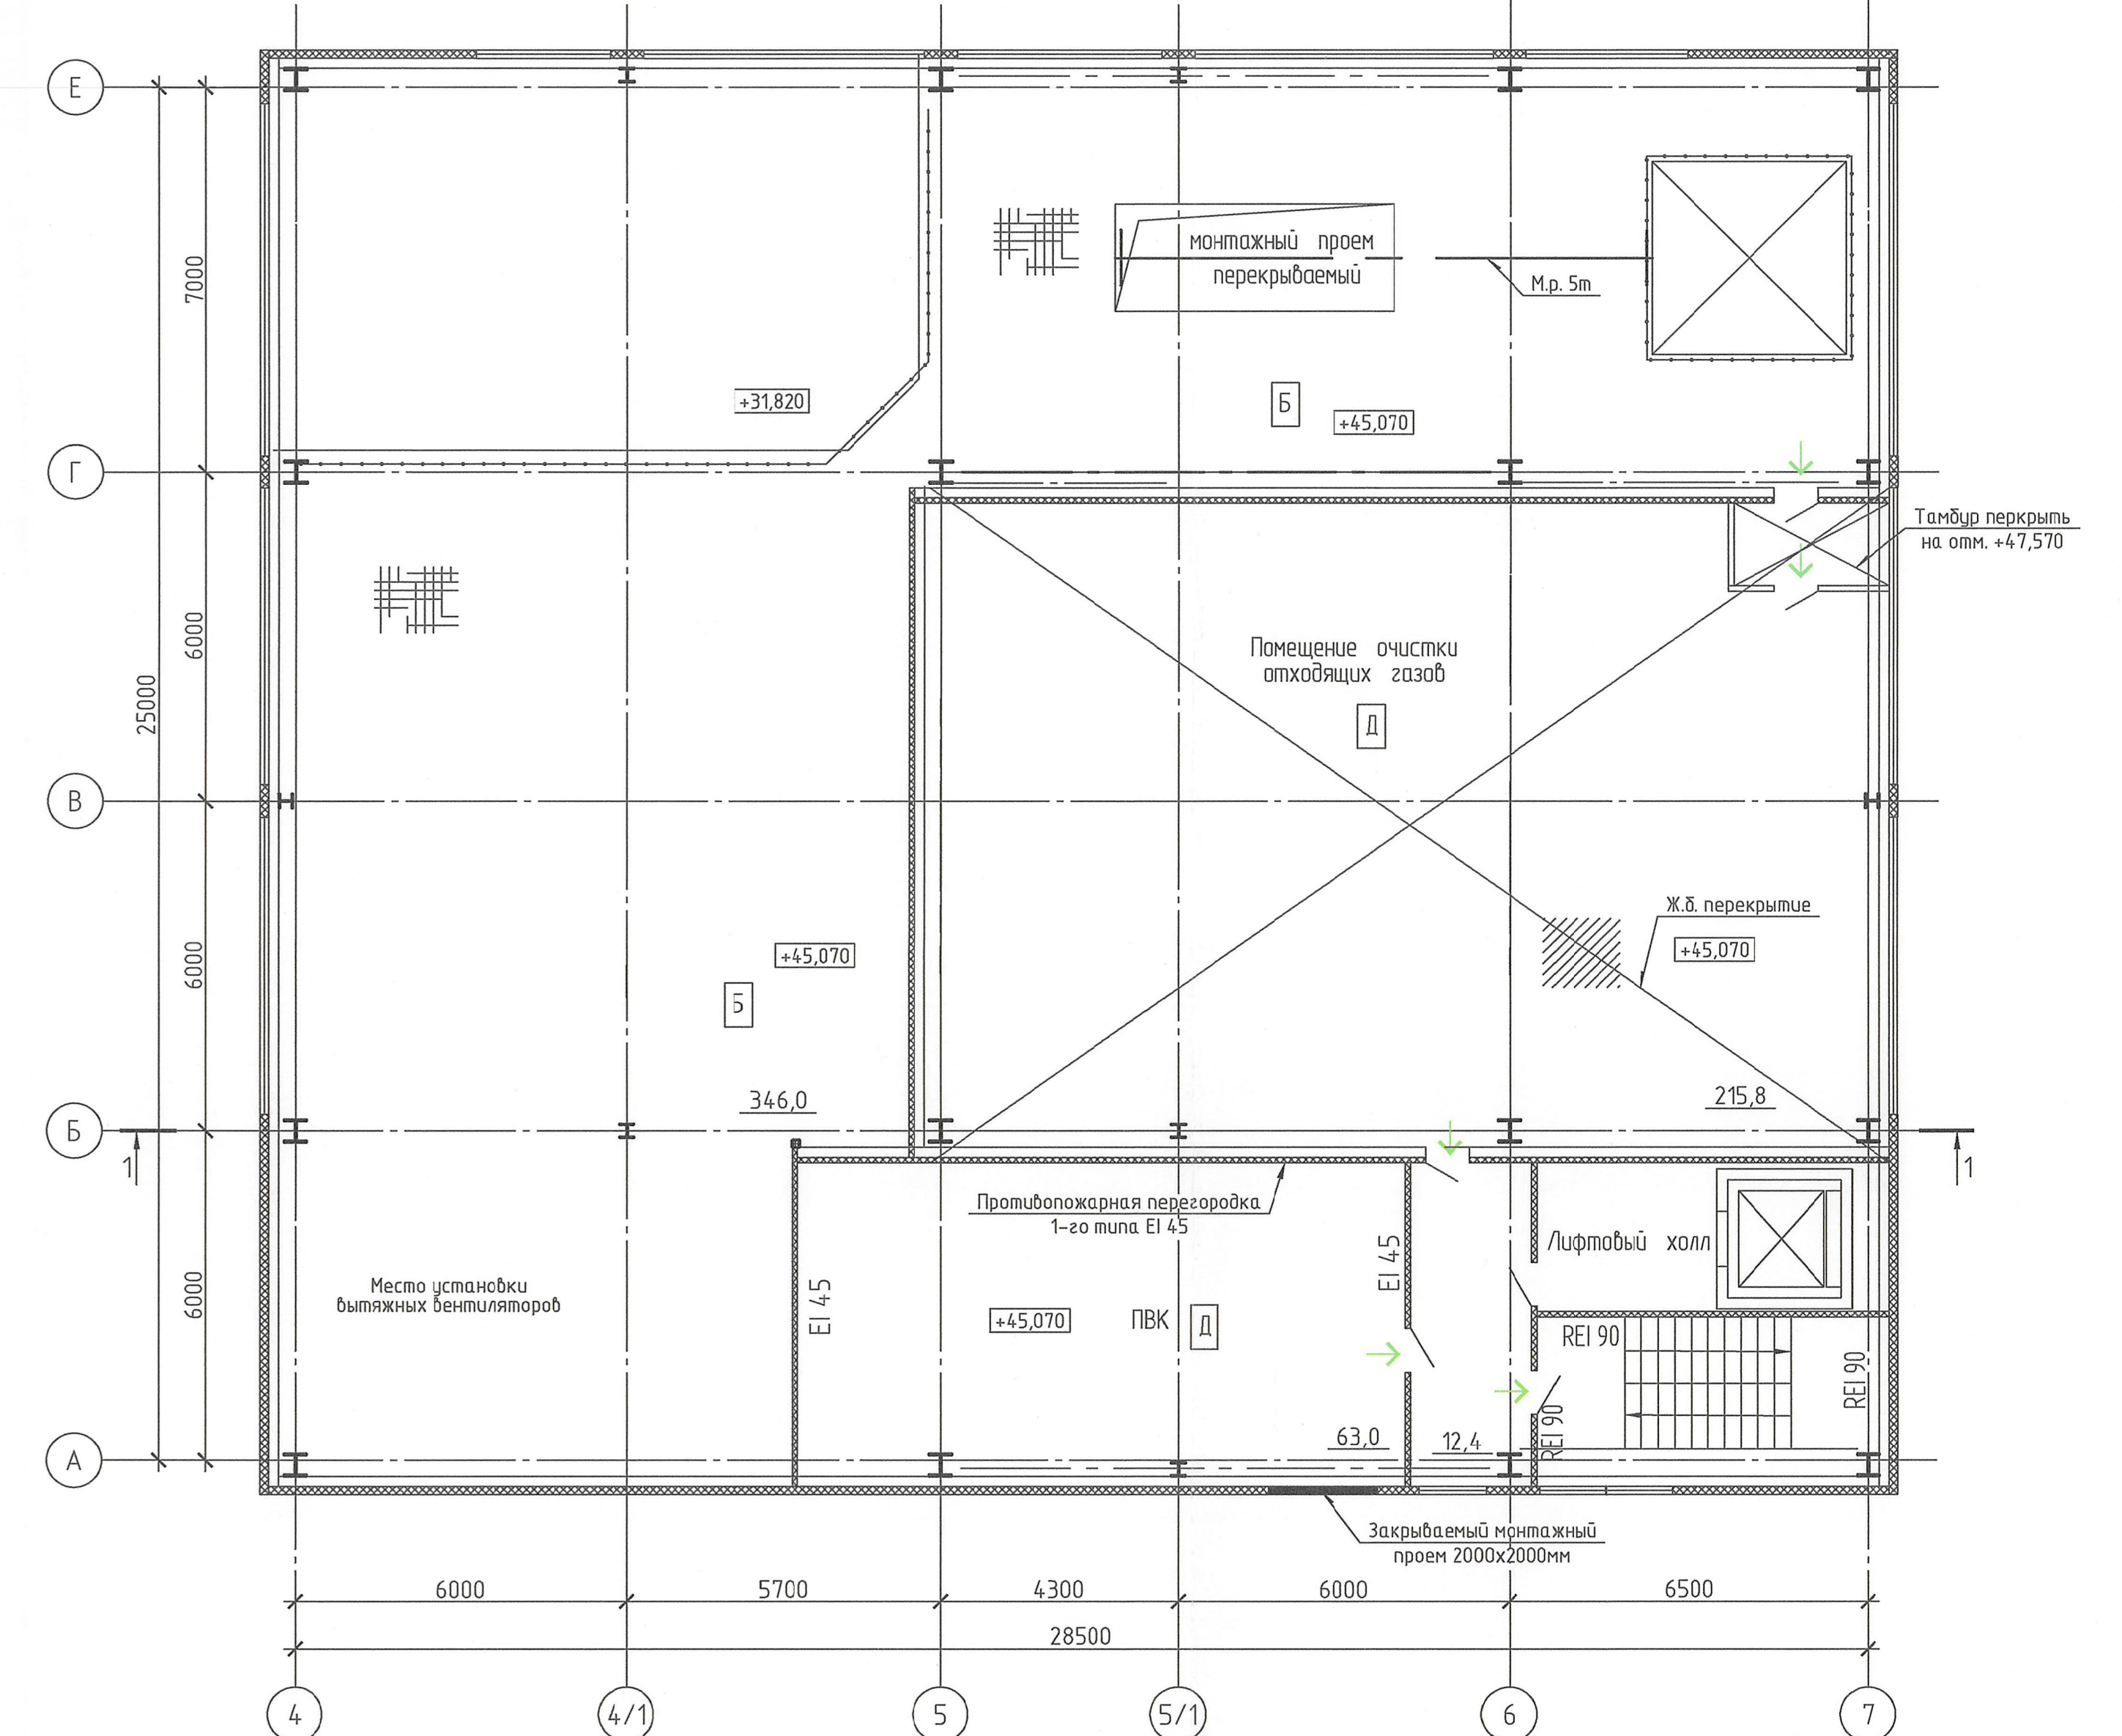 Е
7000
+31,820
монтажный проем
перекрываемый
М.р. 5т
Б
+45,070
Г
Тамбур перкрыть
на отм. +47,570
6000
25000
Помещение очистки
отходящих газов
Д
В
Ж.б. перекрытие
+45,070
+45,070
Б
6000
346,0
215,8
Б
1
1
Противопожарная перегородка
1-го типа EI 45
EI 45
EI 45
Лифтовый холл
Место установки
вытяжных вентиляторов
6000
+45,070
ПВК
Д
REI 90
REI 90
REI 90
63,0
12,4
А
Закрываемый монтажный
проем 2000х2000мм
6000
5700
4300
6000
6500
28500
4
4/1
5
5/1
6
7